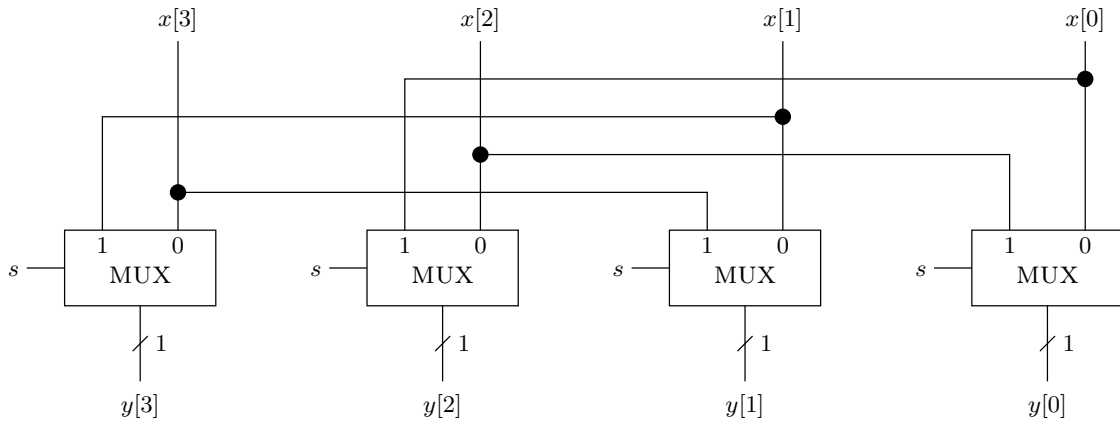 x[3] x[2] x[1] x[0]
1 0 1 0 1 0 1 0
s MUX s MUX s MUX s MUX
1 1 1 1
y[3] y[2] y[1] y[0]